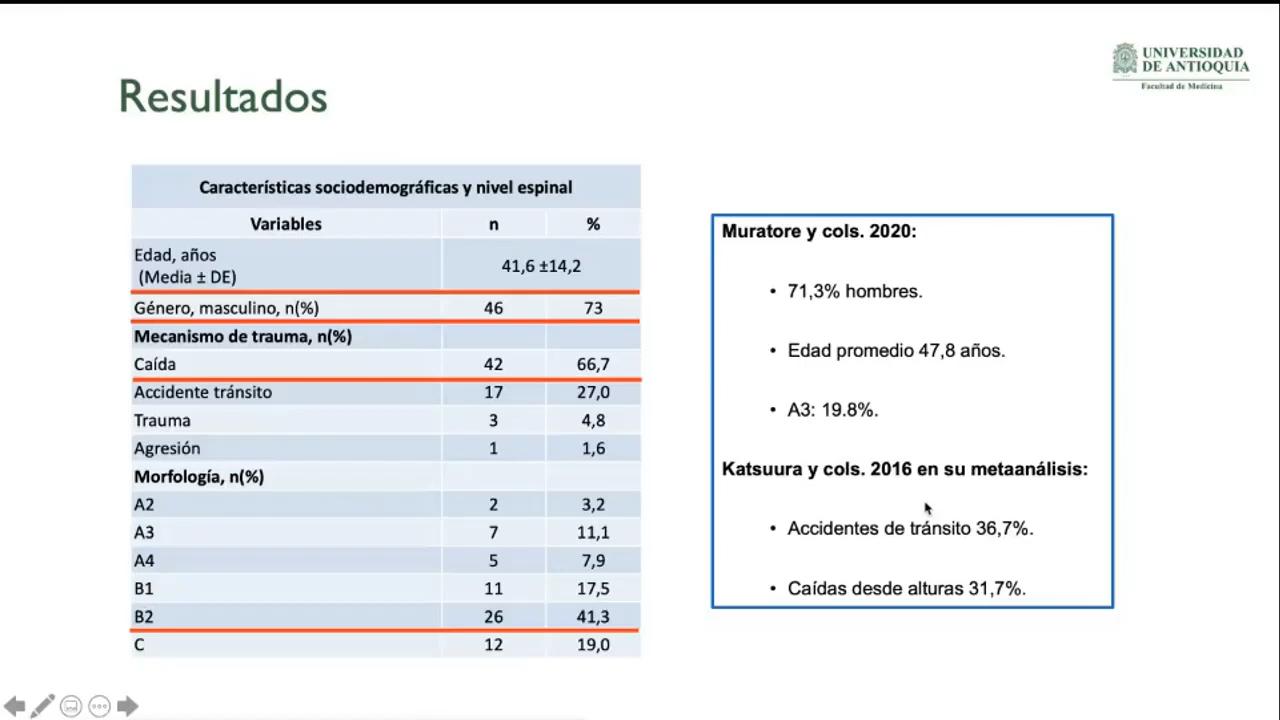 UNIVERSIDAD
DE ANTIOQUIA
Facultad de Medicina
Resultados
Características sociodemográficas y nivel espinal
Variables n %
Edad, años
(Media ± DE) 41,6 ±14,2
Género, masculino, n(%) 46 73
Mecanismo de trauma, n(%)
Caída 42 66,7
Accidente tránsito 17 27,0
Trauma 3 4,8
Agresión 1 1,6
Morfología, n(%)
A2 2 3,2
A3 7 11,1
A4 5 7,9
B1 11 17,5
B2 26 41,3
C 12 19,0
Muratore y cols. 2020:
• 71,3% hombres.
• Edad promedio 47,8 años.
• A3: 19.8%.
Katsuura y cols. 2016 en su metaanálisis:
• Accidentes de tránsito 36,7%.
• Caídas desde alturas 31,7%.